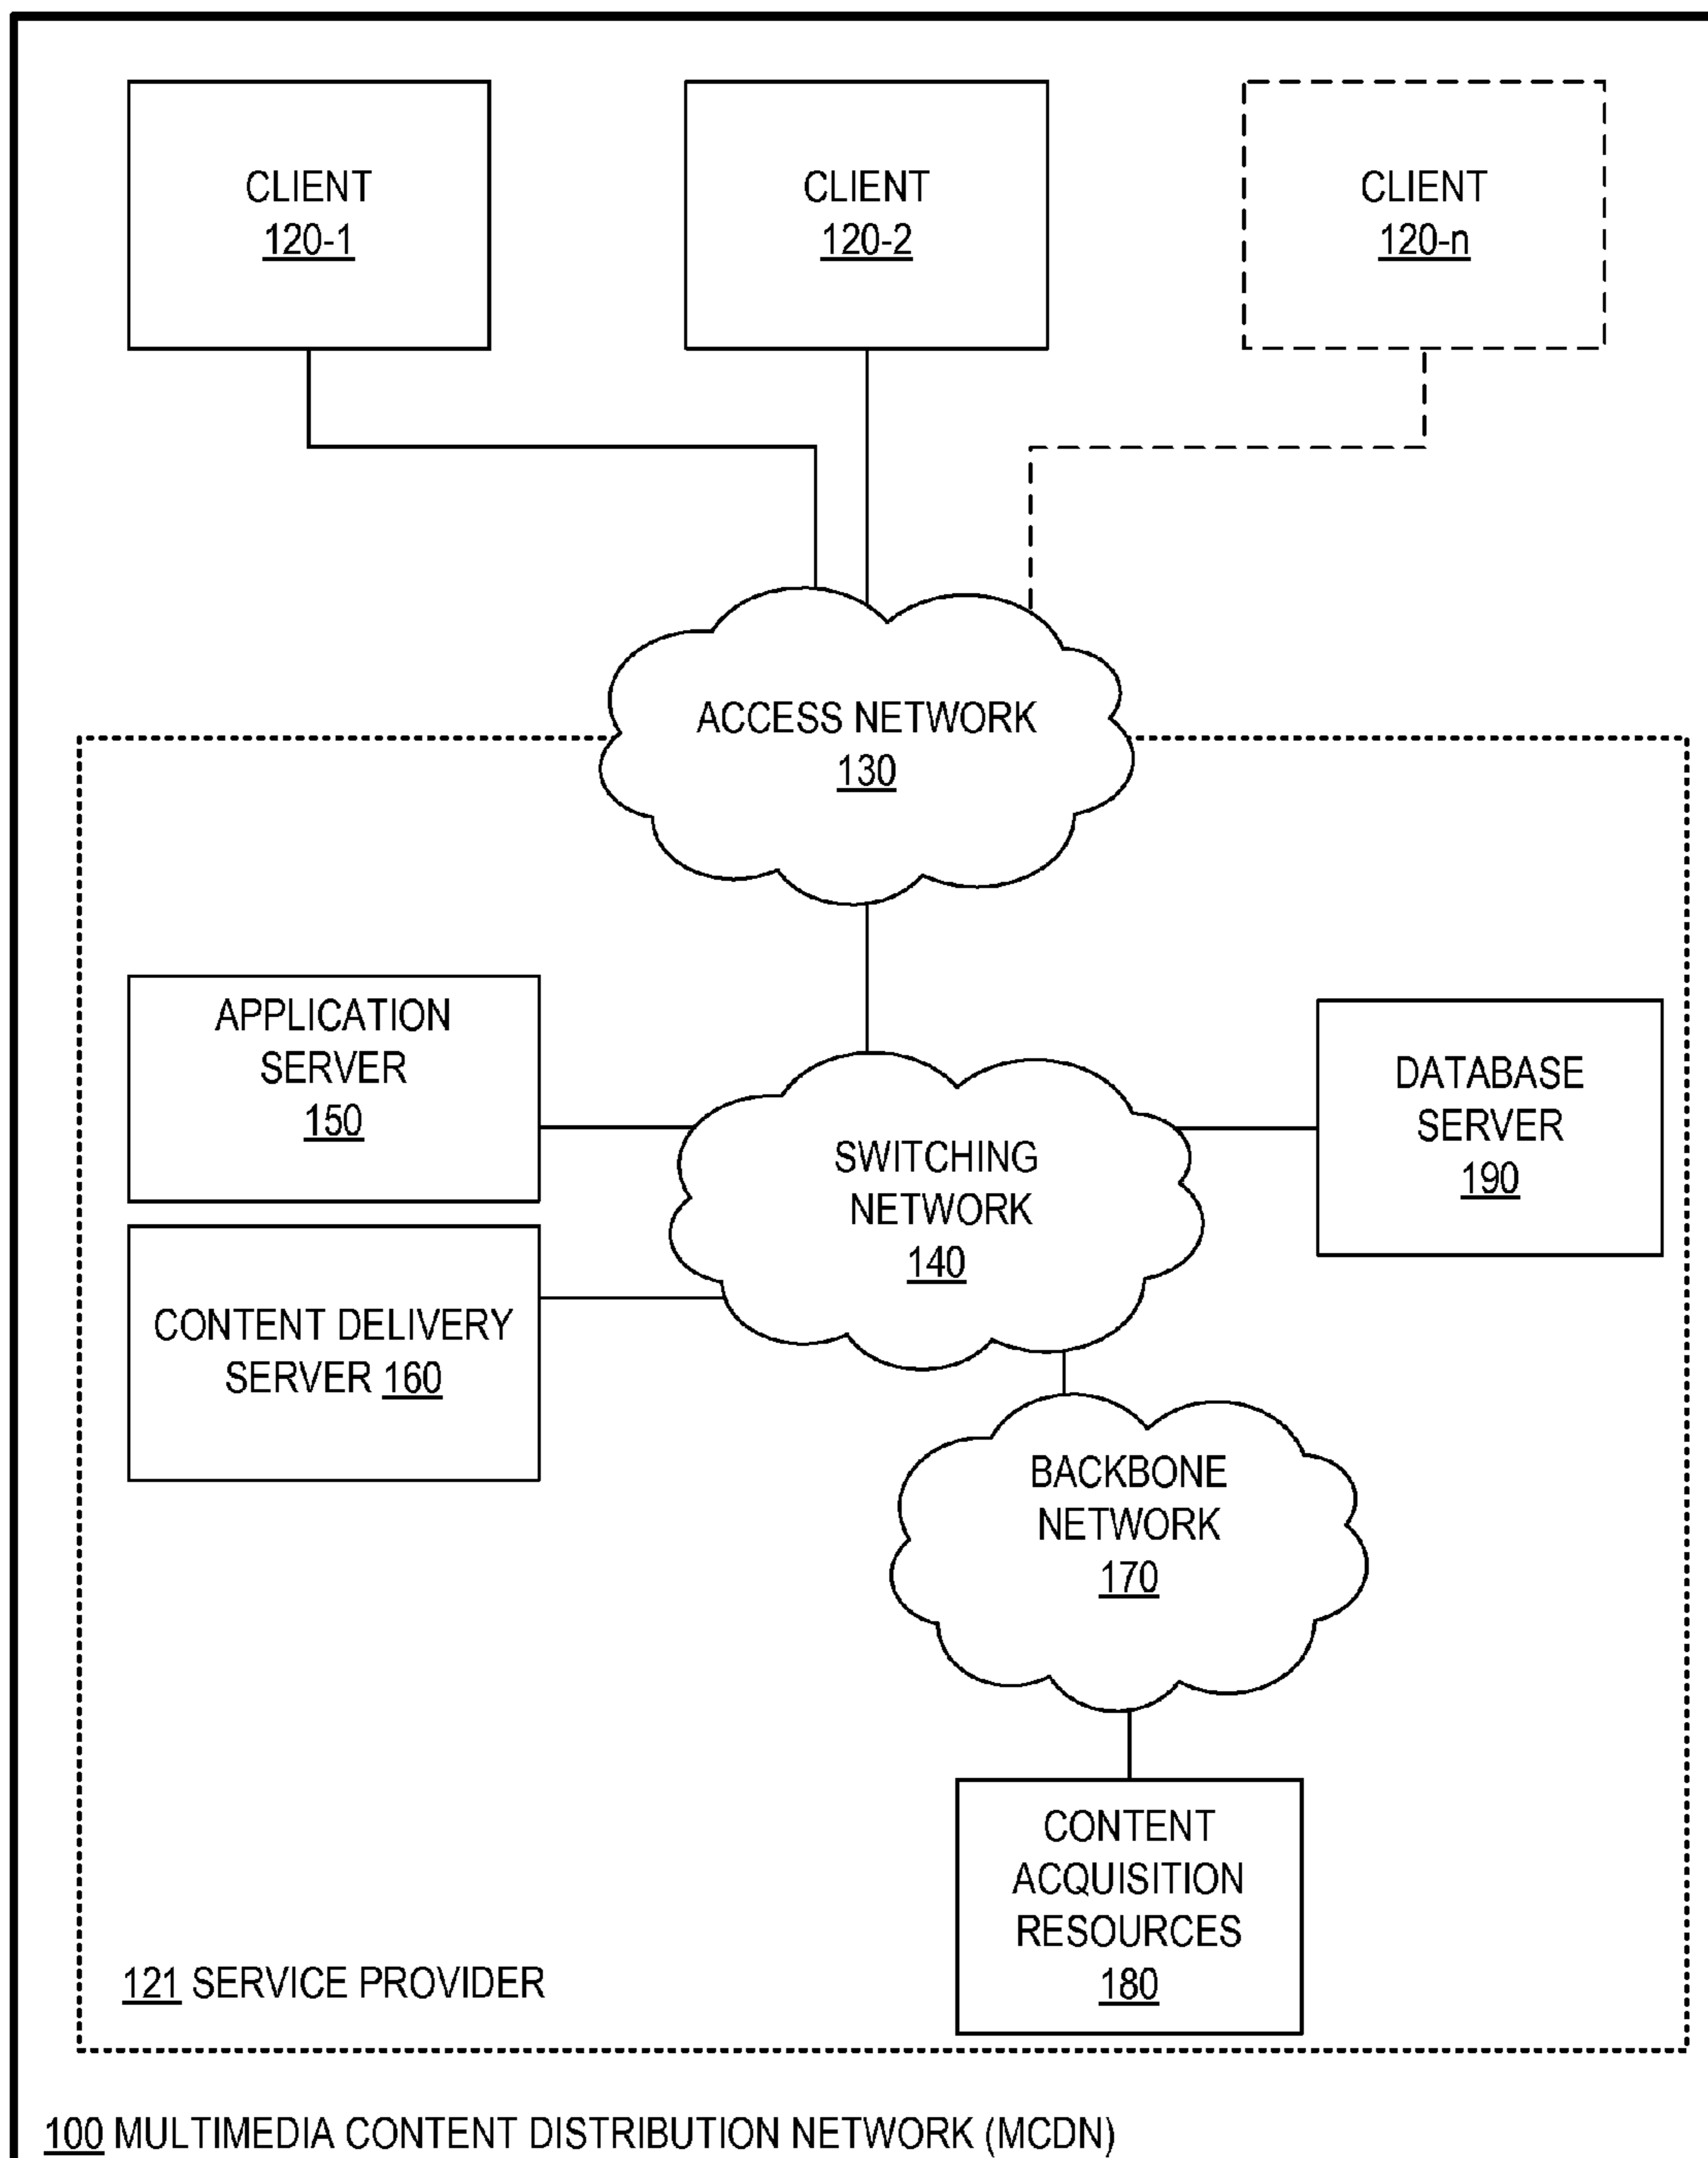 CLIENT
120-1
CLIENT
120-2
CLIENT
120-n
ACCESS NETWORK
130
APPLICATION
SERVER
150
DATABASE
SERVER
190
SWITCHING
NETWORK
140
CONTENT DELIVERY
SERVER 160
BACKBONE
NETWORK
170
CONTENT
ACQUISITION
RESOURCES
180
121 SERVICE PROVIDER
100 MULTIMEDIA CONTENT DISTRIBUTION NETWORK (MCDN)